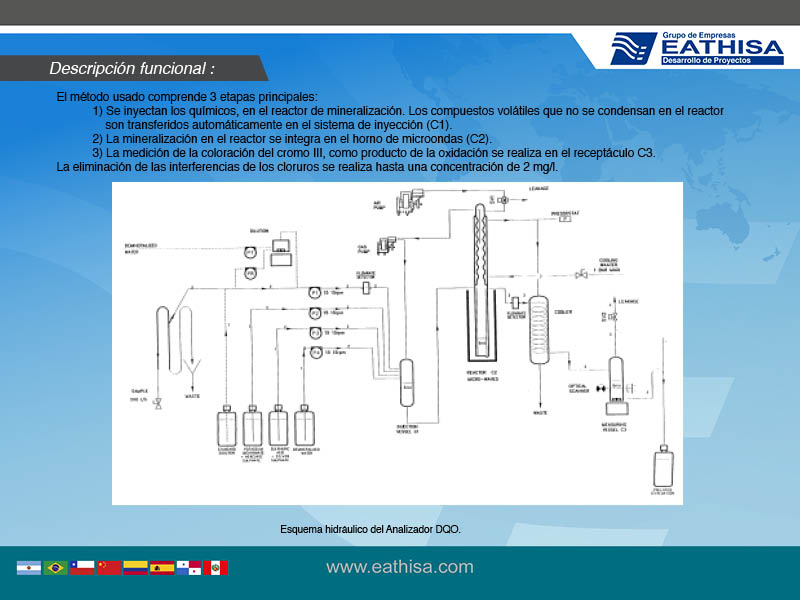 Grupo de Empresas
EATHISA
Desarrollo de Proyectos
Descripción funcional :
El método usado comprende 3 etapas principales:
1) Se inyectan los químicos, en el reactor de mineralización. Los compuestos volátiles que no se condensan en el reactor
son transferidos automáticamente en el sistema de inyección (C1).
2) La mineralización en el reactor se integra en el horno de microondas (C2).
3) La medición de la coloración del cromo III, como producto de la oxidación se realiza en el receptáculo C3.
La eliminación de las interferencias de los cloruros se realiza hasta una concentración de 2 mg/l.
AIR
PUMP
LEAKAGE
PRESSOSTAT
P
DILUTION
DEMINERALISED
WATER
GAS
PUMP
COOLING
WATER
ELUMATE
DETECTOR
P1
P2
P3
P4
LEAKAGE
COOLER
REACTOR C2
MICRO-WAVES
OPTICAL
SCANNER
SAMPLE
WASTE
WASTE
INJECTION
VESSEL
MEASURING
VESSEL C3
STANDARD
SOLUTION
DEMINERALISED
WATER
Esquema hidráulico del Analizador DQO.
www.eathisa.com